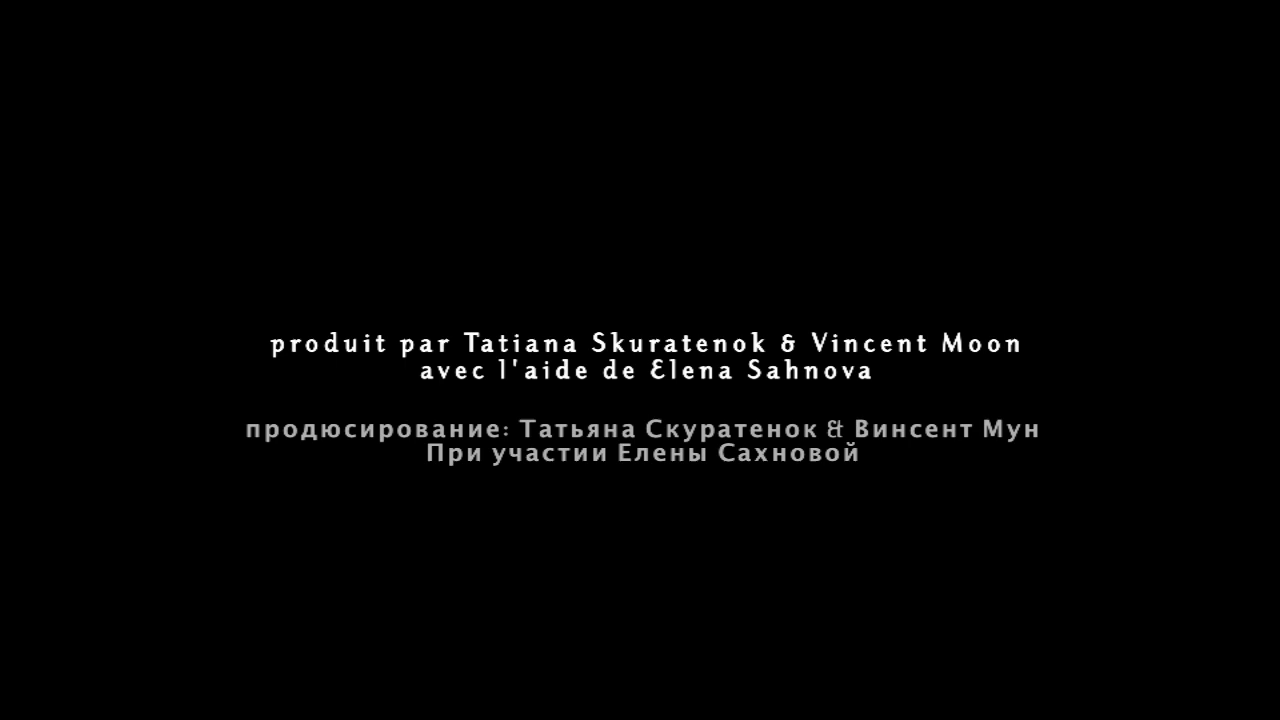 produit par Tatiana Skuratenok & Vincent Moon
avec l'aide de Elena Sahnova
продюсирование: Татьяна Скуратенок & Винсент Мун
При участии Елены Сахновой